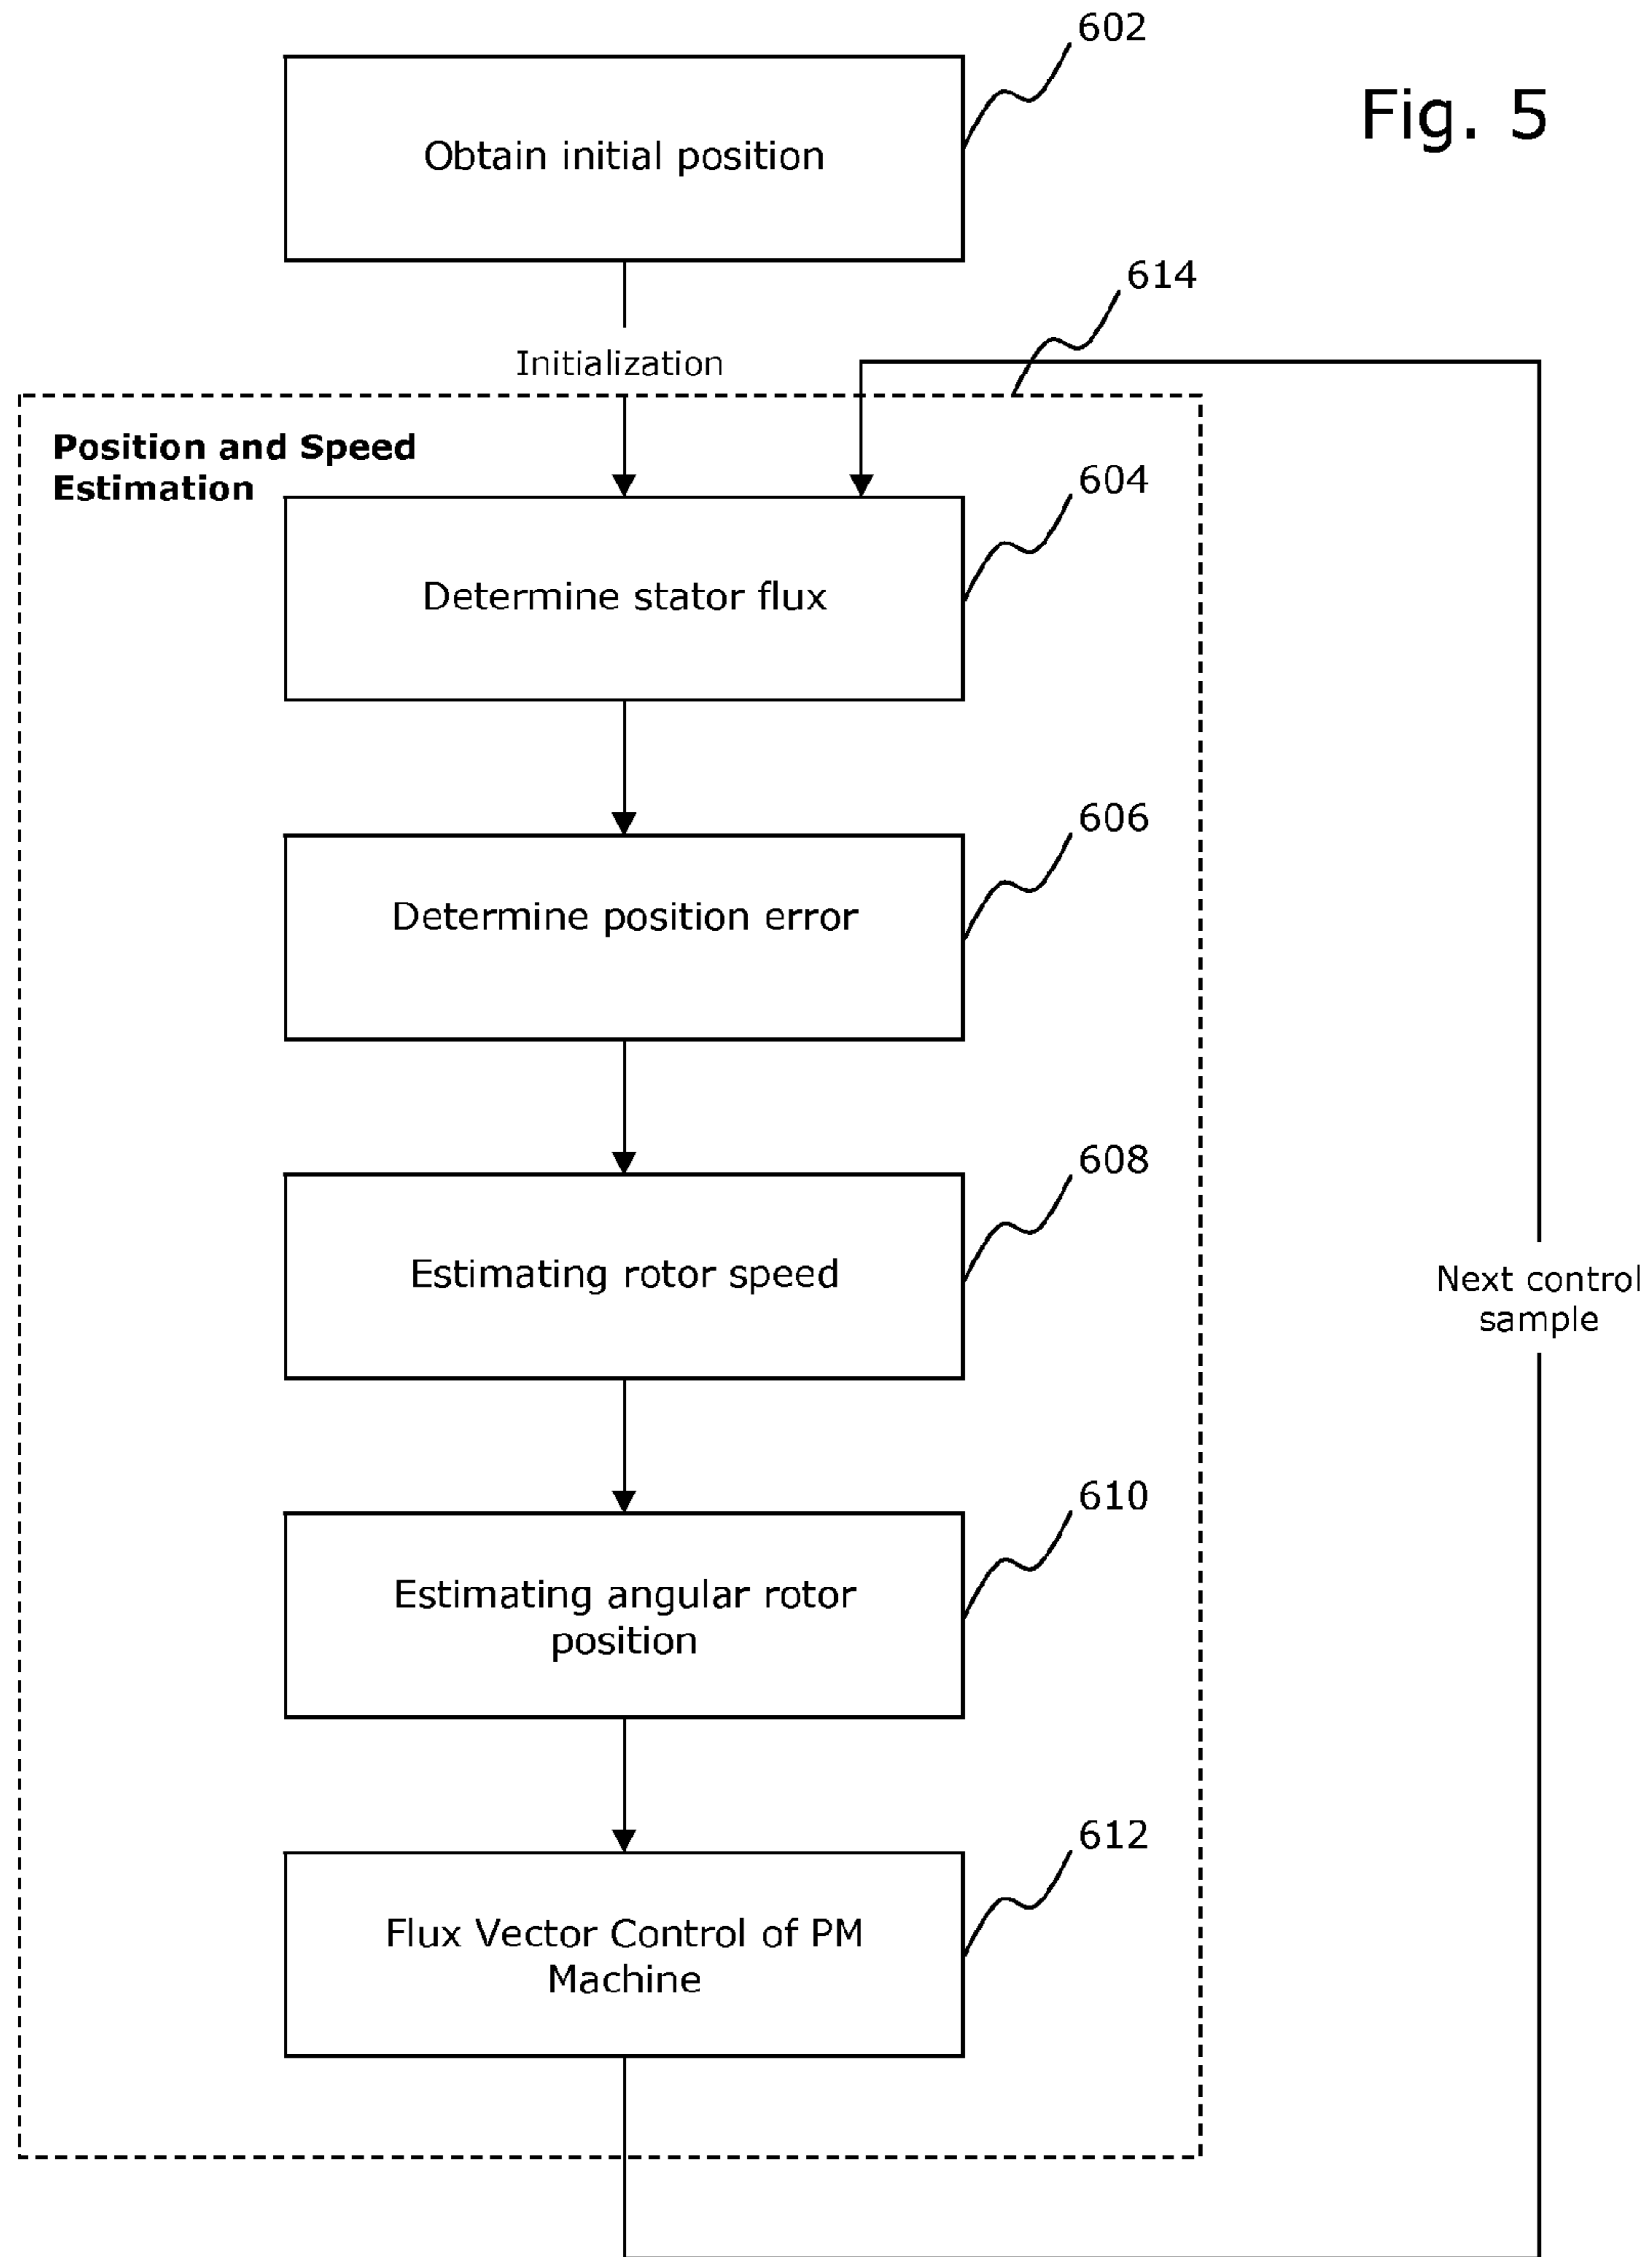 602
Fig. 5
Obtain initial position
614
Initialization
Position and Speed
Estimation
604
Determine stator flux
606
Determine position error
608
Estimating rotor speed
Next control
sample
610
Estimating angular rotor
position
612
Flux Vector Control of PM
Machine